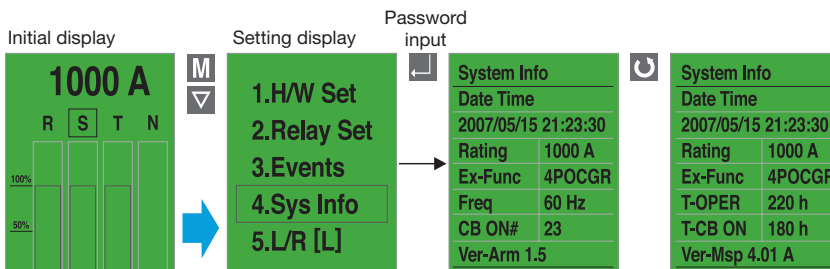 Initial display
1000 A
R S T N
100%
50%
M
Setting display
1.H/W Set
2.Relay Set
3.Events
4.Sys Info
5.L/R [L]
Password
input
System Info
Date Time
2007/05/15 21:23:30
Rating 1000 A
Ex-Func 4POCGR
Freq 60 Hz
CB ON# 23
Ver-Arm 1.5
System Info
Date Time
2007/05/15 21:23:30
Rating 1000 A
Ex-Func 4POCGR
T-OPER 220 h
T-CB ON 180 h
Ver-Msp 4.01 A